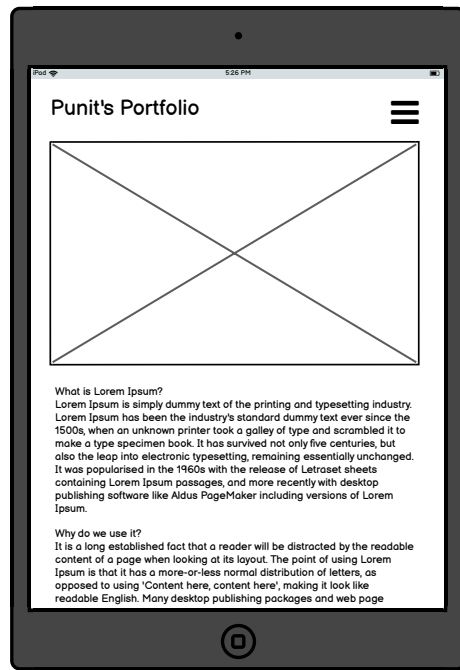 iPod 5:26 PM
Punit's Portfolio
What is Lorem Ipsum?
Lorem Ipsum is simply dummy text of the printing and typesetting industry.
Lorem Ipsum has been the industry's standard dummy text ever since the
1500s, when an unknown printer took a galley of type and scrambled it to
make a type specimen book. It has survived not only five centuries, but
also the leap into electronic typesetting, remaining essentially unchanged.
It was popularised in the 1960s with the release of Letraset sheets
containing Lorem Ipsum passages, and more recently with desktop
publishing software like Aldus PageMaker including versions of Lorem
Ipsum.
Why do we use it?
It is a long established fact that a reader will be distracted by the readable
content of a page when looking at its layout. The point of using Lorem
Ipsum is that it has a more-or-less normal distribution of letters, as
opposed to using 'Content here, content here', making it look like
readable English. Many desktop publishing packages and web page